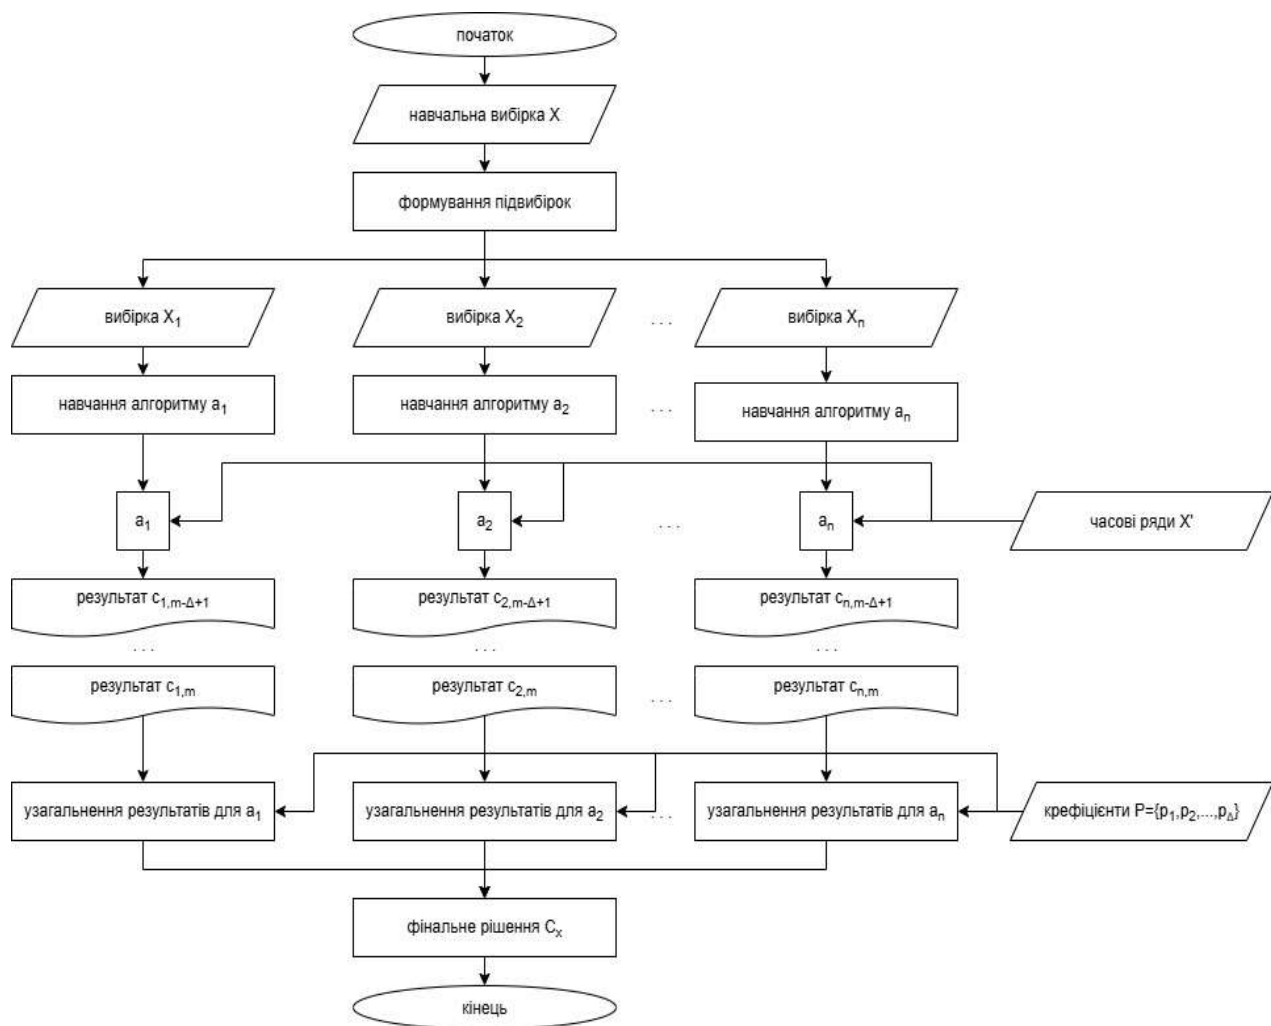 початок
навчальна вибірка X
формування підвибірок
вибірка X₁
вибірка X₂
. . .
вибірка Xₙ
навчання алгоритму a₁
навчання алгоритму a₂
. . .
навчання алгоритму aₙ
a₁
a₂
. . .
aₙ
часові ряди X'
результат c₁,ₘ₋Δ₊₁
результат c₂,ₘ₋Δ₊₁
результат cₙ,ₘ₋Δ₊₁
. . .
. . .
. . .
результат c₁,ₘ
результат c₂,ₘ
. . .
результат cₙ,ₘ
узагальнення результатів для a₁
узагальнення результатів для a₂
. . .
узагальнення результатів для aₙ
крефіцієнти P={p₁,p₂,...,pΔ}
фінальне рішення Cₓ
кінець